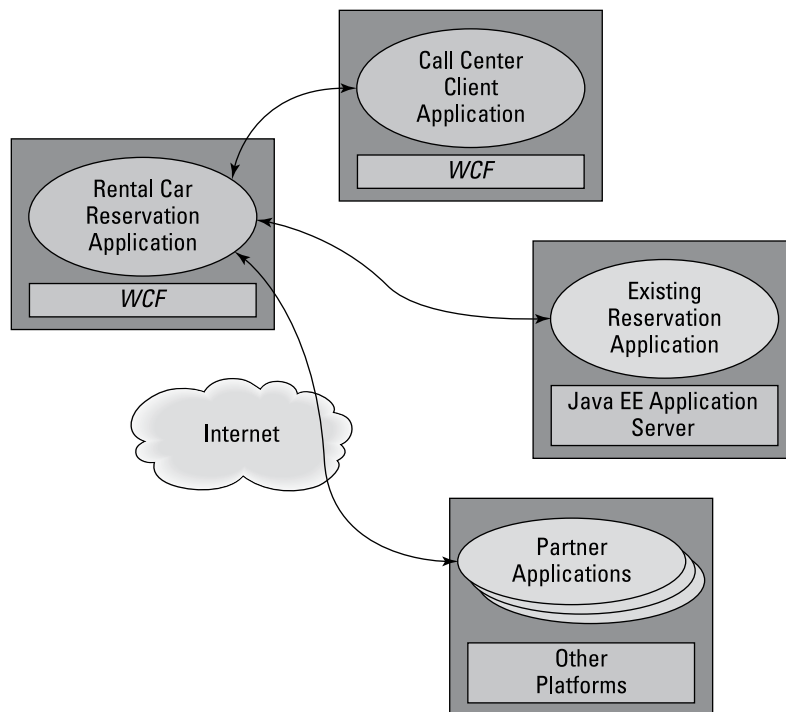 Call Center
Client
Application
WCF
Rental Car
Reservation
Application
WCF
Existing
Reservation
Application
Java EE Application
Server
Internet
Partner
Applications
Other
Platforms